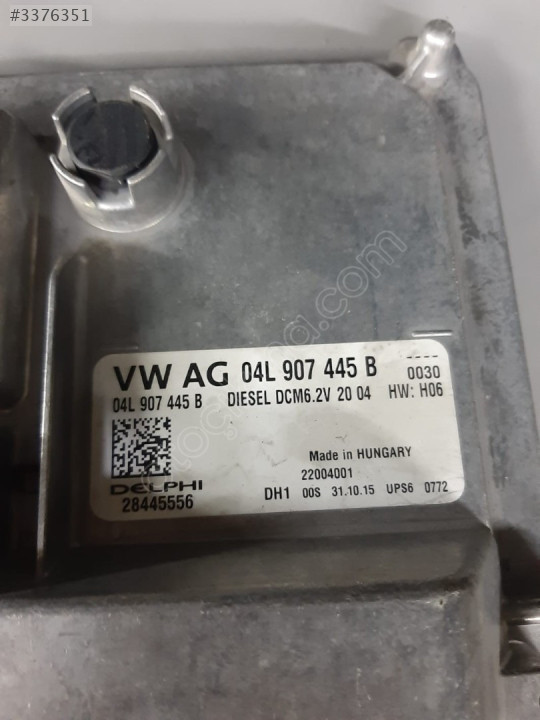 #3376351
VW AG 04L 907 445 B
----
0030
04L 907 445 B DIESEL DCM6.2V 20 04 HW: H06
Made in HUNGARY
22004001
DELPHI
28445556
DH1 00S 31.10.15 UPS6 0772